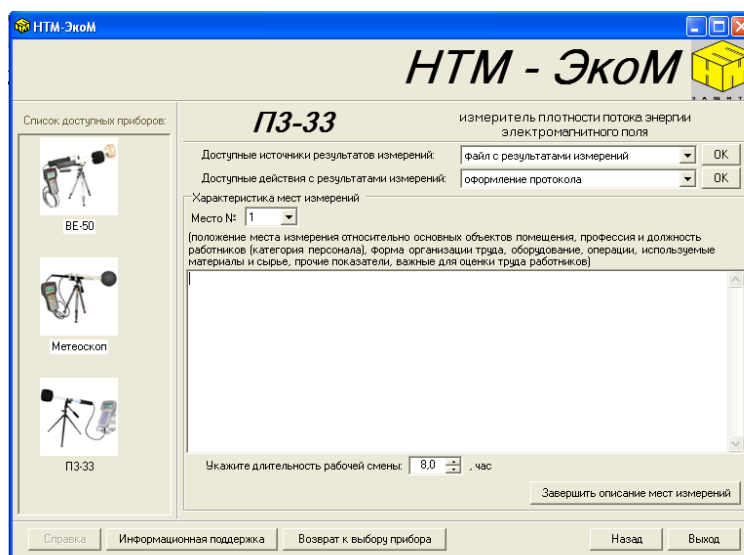 НТМ-ЭкоМ
НТМ - ЭкоМ
ЗАЩИТА
Список доступных приборов:
ВЕ-50
Метеоскоп
П3-33
П3-33
измеритель плотности потока энергии
электромагнитного поля
Доступные источники результатов измерений:
файл с результатами измерений
OK
Доступные действия с результатами измерений:
оформление протокола
OK
Характеристика мест измерений
Место №
1
(положение места измерения относительно основных объектов помещения, профессия и должность
работников (категория персонала), форма организации труда, оборудование, операции, используемые
материалы и сырье, прочие показатели, важные для оценки труда работников)
Укажите длительность рабочей смены:
8,0
, час
Завершить описание мест измерений
Справка
Информационная поддержка
Возврат к выбору прибора
Назад
Выход